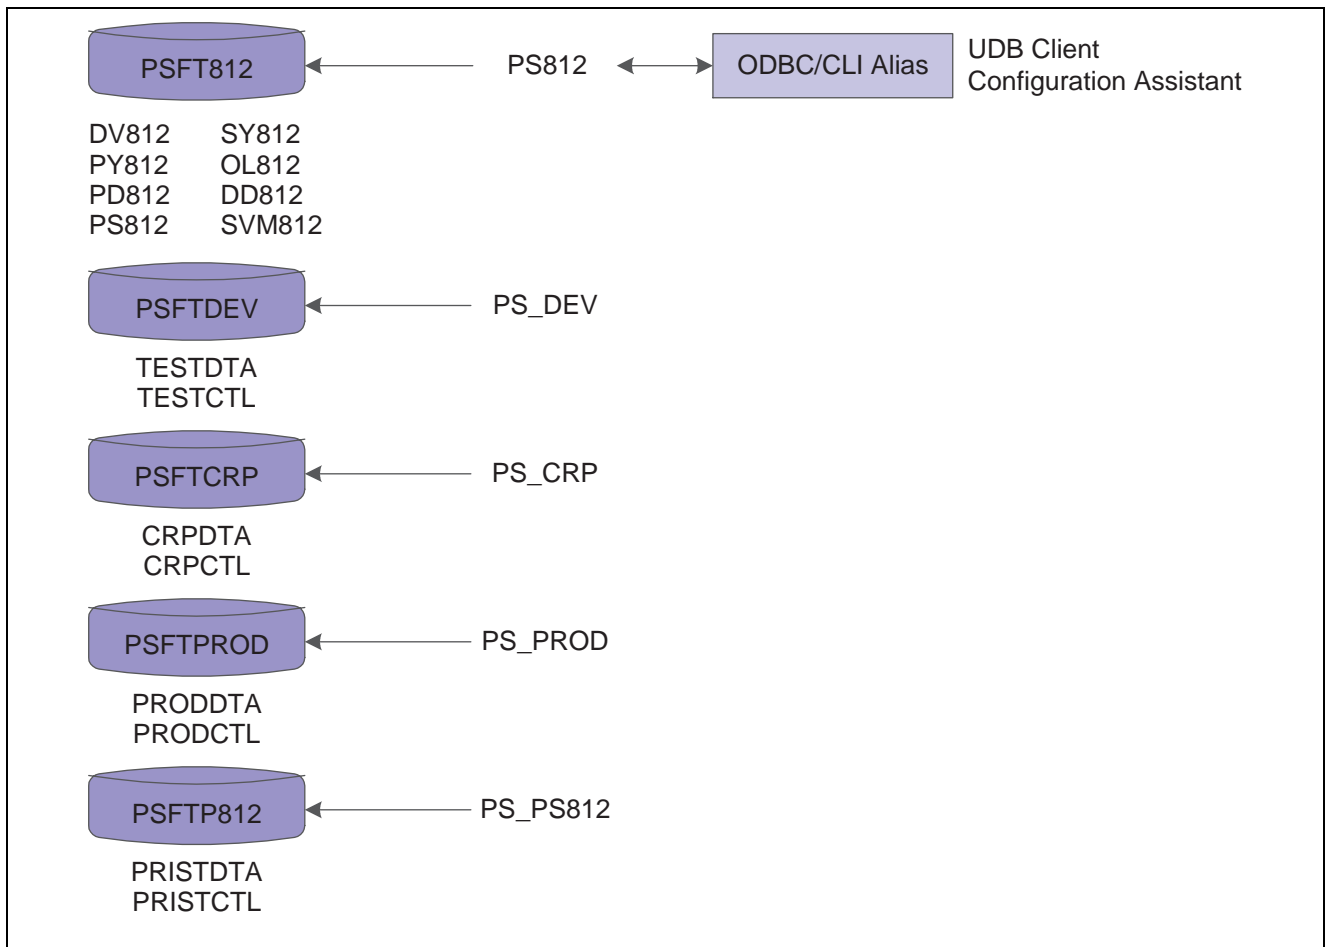 PSFT812
PS812
ODBC/CLI Alias
UDB Client
Configuration Assistant
DV812 SY812
PY812 OL812
PD812 DD812
PS812 SVM812
PSFTDEV
PS_DEV
TESTDTA
TESTCTL
PSFTCRP
PS_CRP
CRPDTA
CRPCTL
PSFTPROD
PS_PROD
PRODDTA
PRODCTL
PSFTP812
PS_PS812
PRISTDTA
PRISTCTL